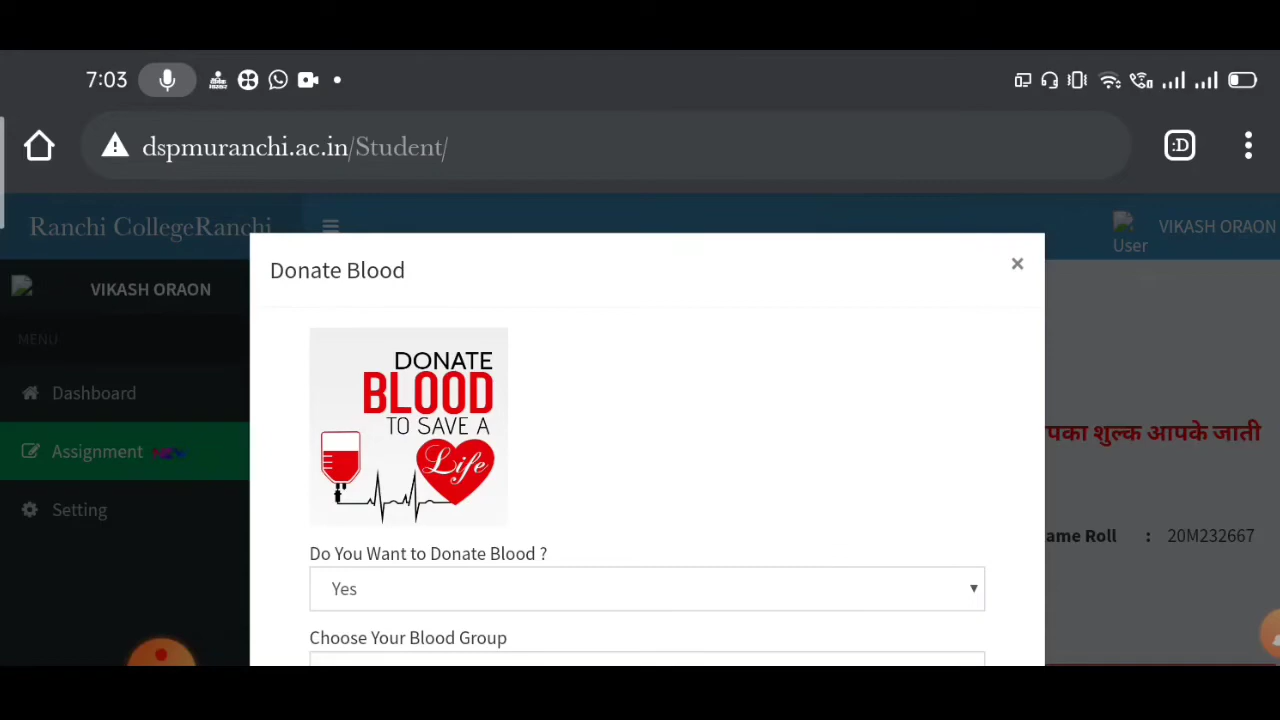 7:03
dspmuranchi.ac.in/Student/
:D
Ranchi CollegeRanchi
User
VIKASH ORAON
VIKASH ORAON
MENU
Dashboard
Assignment
Setting
Donate Blood
×
DONATE
BLOOD
TO SAVE A
Life
Do You Want to Donate Blood ?
Yes
Choose Your Blood Group
पका शुल्क आपके जाती
ame Roll : 20M232667